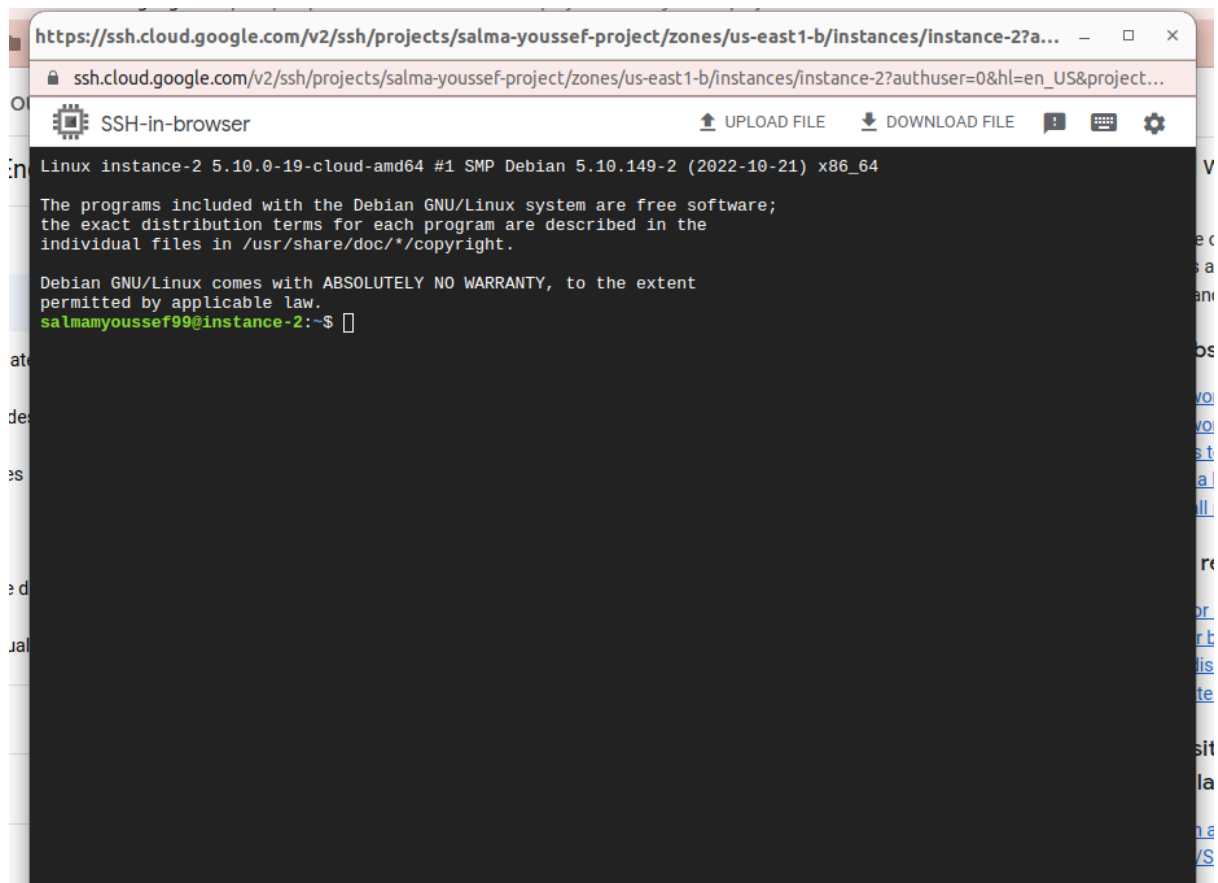 https://ssh.cloud.google.com/v2/ssh/projects/salma-youssef-project/zones/us-east1-b/instances/instance-2?a...
ssh.cloud.google.com/v2/ssh/projects/salma-youssef-project/zones/us-east1-b/instances/instance-2?authuser=0&hl=en_US&project...
SSH-in-browser
UPLOAD FILE
DOWNLOAD FILE
Linux instance-2 5.10.0-19-cloud-amd64 #1 SMP Debian 5.10.149-2 (2022-10-21) x86_64
The programs included with the Debian GNU/Linux system are free software;
the exact distribution terms for each program are described in the
individual files in /usr/share/doc/*/copyright.
Debian GNU/Linux comes with ABSOLUTELY NO WARRANTY, to the extent
permitted by applicable law.
salmamyoussef99@instance-2:~$